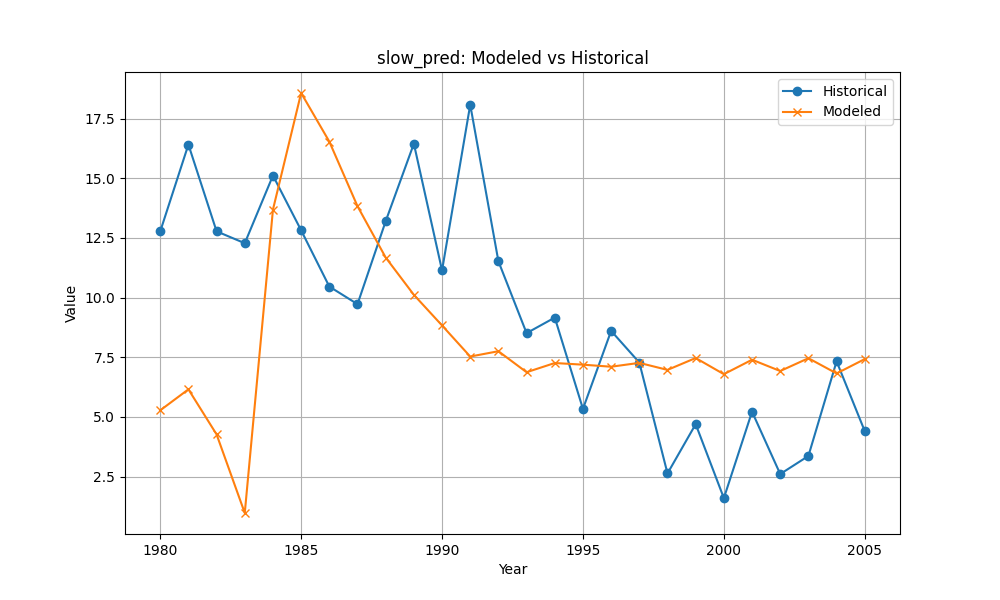 slow_pred: Modeled vs Historical
Historical
Modeled
Value
17.5
15.0
12.5
10.0
7.5
5.0
2.5
1980 1985 1990 1995 2000 2005
Year